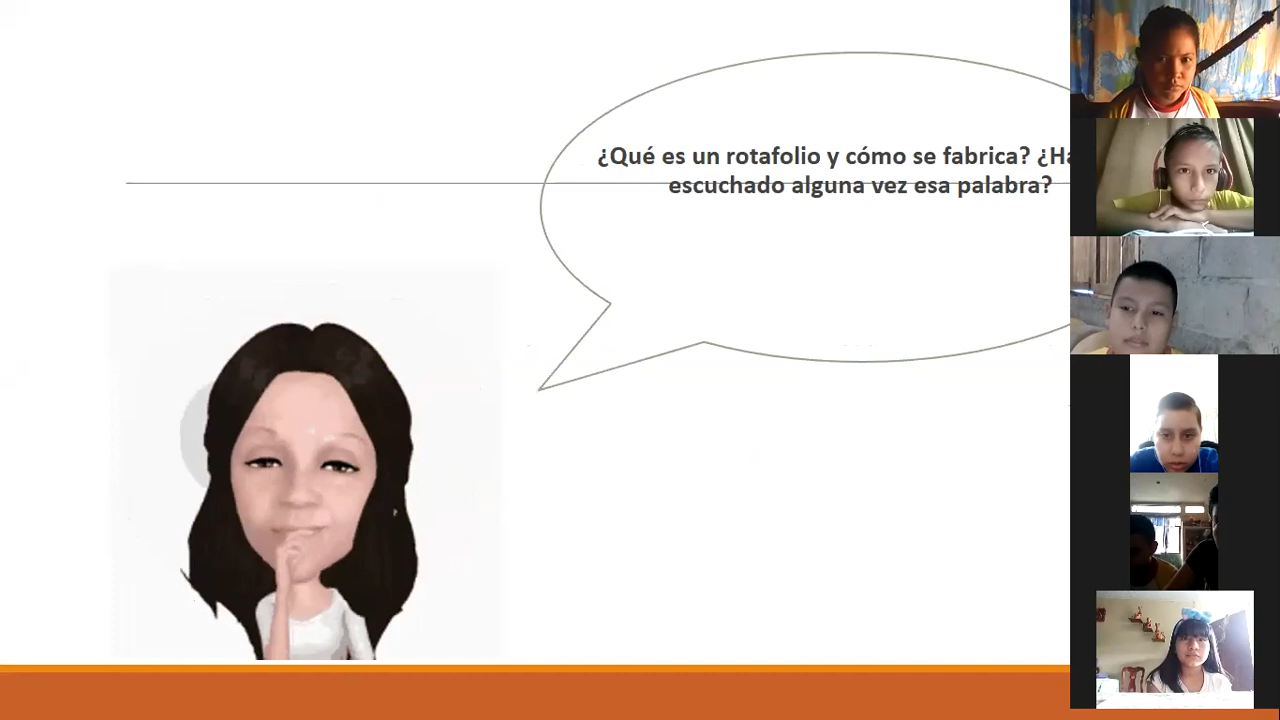 ¿Qué es un rotafolio y cómo se fabrica? ¿Ha
escuchado alguna vez esa palabra?